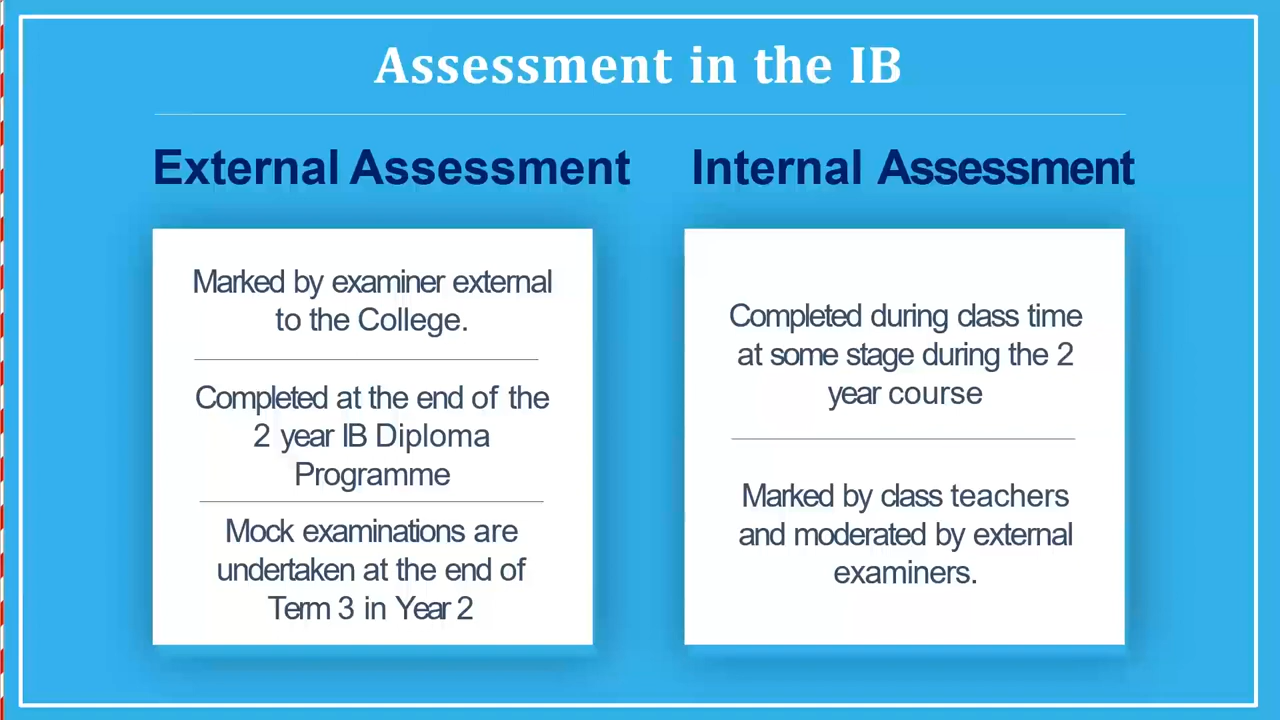 Assessment in the IB
External Assessment
Marked by examiner external
to the College.
Completed at the end of the
2 year IB Diploma
Programme
Mock examinations are
undertaken at the end of
Term 3 in Year 2
Internal Assessment
Completed during class time
at some stage during the 2
year course
Marked by class teachers
and moderated by external
examiners.